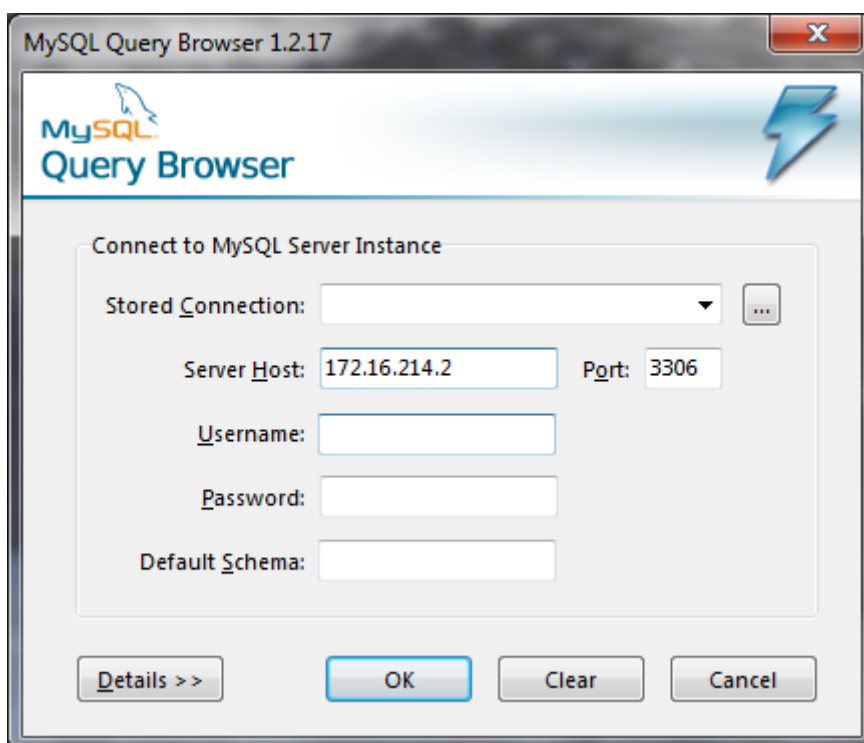 MySQL Query Browser 1.2.17
x
MySQL
Query Browser
Connect to MySQL Server Instance
Stored Connection:
...
Server Host: 172.16.214.2 Port: 3306
Username:
Password:
Default Schema:
Details >> OK Clear Cancel